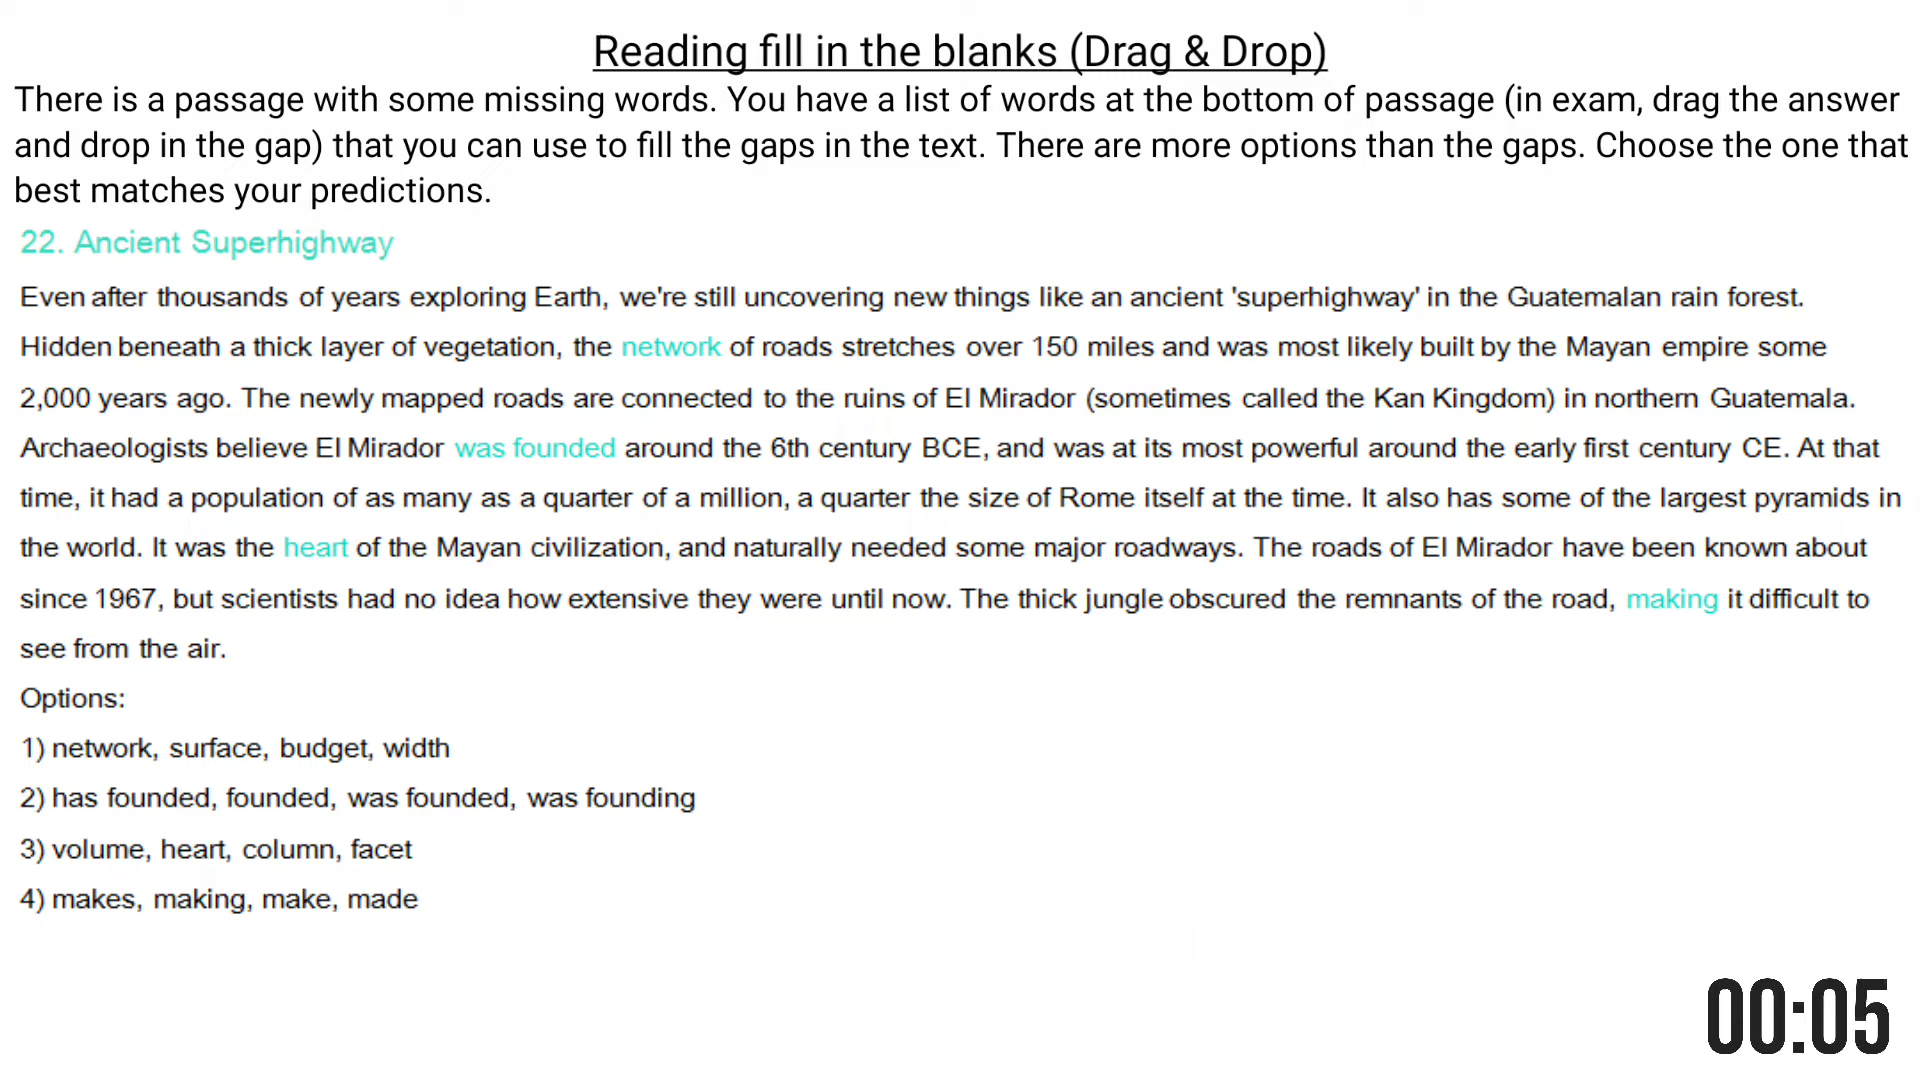 Reading fill in the blanks (Drag & Drop)
There is a passage with some missing words. You have a list of words at the bottom of passage (in exam, drag the answer
and drop in the gap) that you can use to fill the gaps in the text. There are more options than the gaps. Choose the one that
best matches your predictions.
22. Ancient Superhighway
Even after thousands of years exploring Earth, we're still uncovering new things like an ancient 'superhighway' in the Guatemalan rain forest.
Hidden beneath a thick layer of vegetation, the network of roads stretches over 150 miles and was most likely built by the Mayan empire some
2,000 years ago. The newly mapped roads are connected to the ruins of El Mirador (sometimes called the Kan Kingdom) in northern Guatemala.
Archaeologists believe El Mirador was founded around the 6th century BCE, and was at its most powerful around the early first century CE. At that
time, it had a population of as many as a quarter of a million, a quarter the size of Rome itself at the time. It also has some of the largest pyramids in
the world. It was the heart of the Mayan civilization, and naturally needed some major roadways. The roads of El Mirador have been known about
since 1967, but scientists had no idea how extensive they were until now. The thick jungle obscured the remnants of the road, making it difficult to
see from the air.
Options:
1) network, surface, budget, width
2) has founded, founded, was founded, was founding
3) volume, heart, column, facet
4) makes, making, make, made
00:05